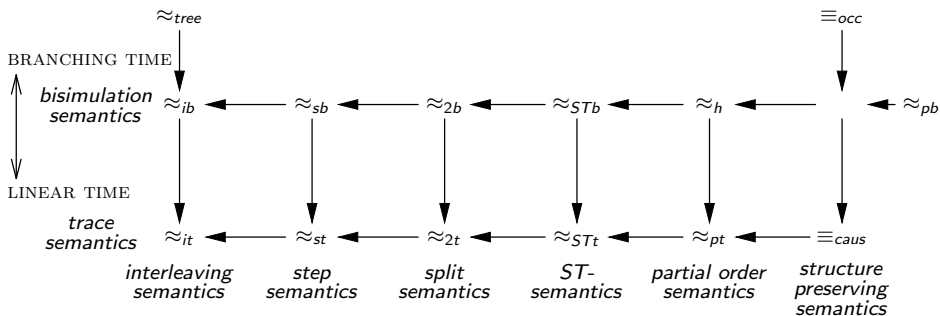 ≈tree ≡occ
BRANCHING TIME
bisimulation
semantics
≈ib ≈sb ≈2b ≈STb ≈h ≈pb
LINEAR TIME
trace
semantics
≈it ≈st ≈2t ≈STt ≈pt ≡caus
interleaving
semantics
step
semantics
split
semantics
ST-
semantics
partial order
semantics
structure
preserving
semantics